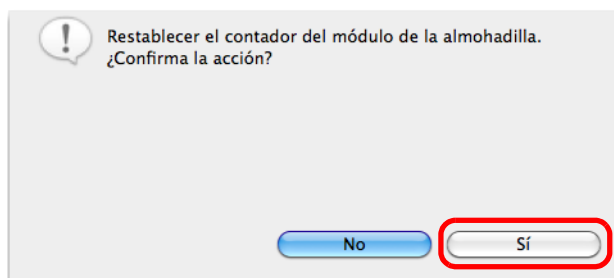 Restablecer el contador del módulo de la almohadilla.
¿Confirma la acción?
No
Sí